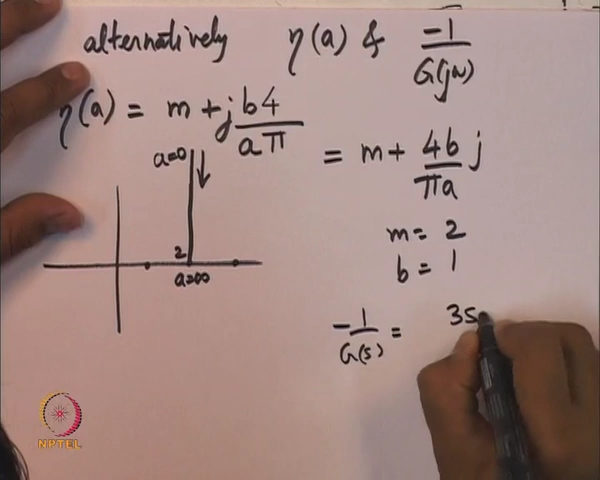 alternatively η(a) & -1/G(jω)
η(a) = m + j b4/aπ
= m + 4b/πa j
a=0
m = 2
b = 1
2
a=∞
-1/G(s) = 3s
NPTEL